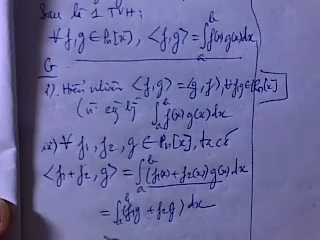 Sau là 1 TVH:
∀ f, g ∈ Pn[x], <f,g> = ∫ₐᵇ f(x) g(x) dx
G
i). Hiển nhiên <f,g> = <g,f>, ∀ f,g ∈ Pn[x]
∫ₐᵇ f(x) g(x) dx
ii) ∀ f₁, f₂, g ∈ Pn[x], ta có
<f₁+f₂, g> = ∫ₐᵇ (f₁(x) + f₂(x)) g(x) dx
= ∫ₐᵇ (f₁g + f₂g) dx